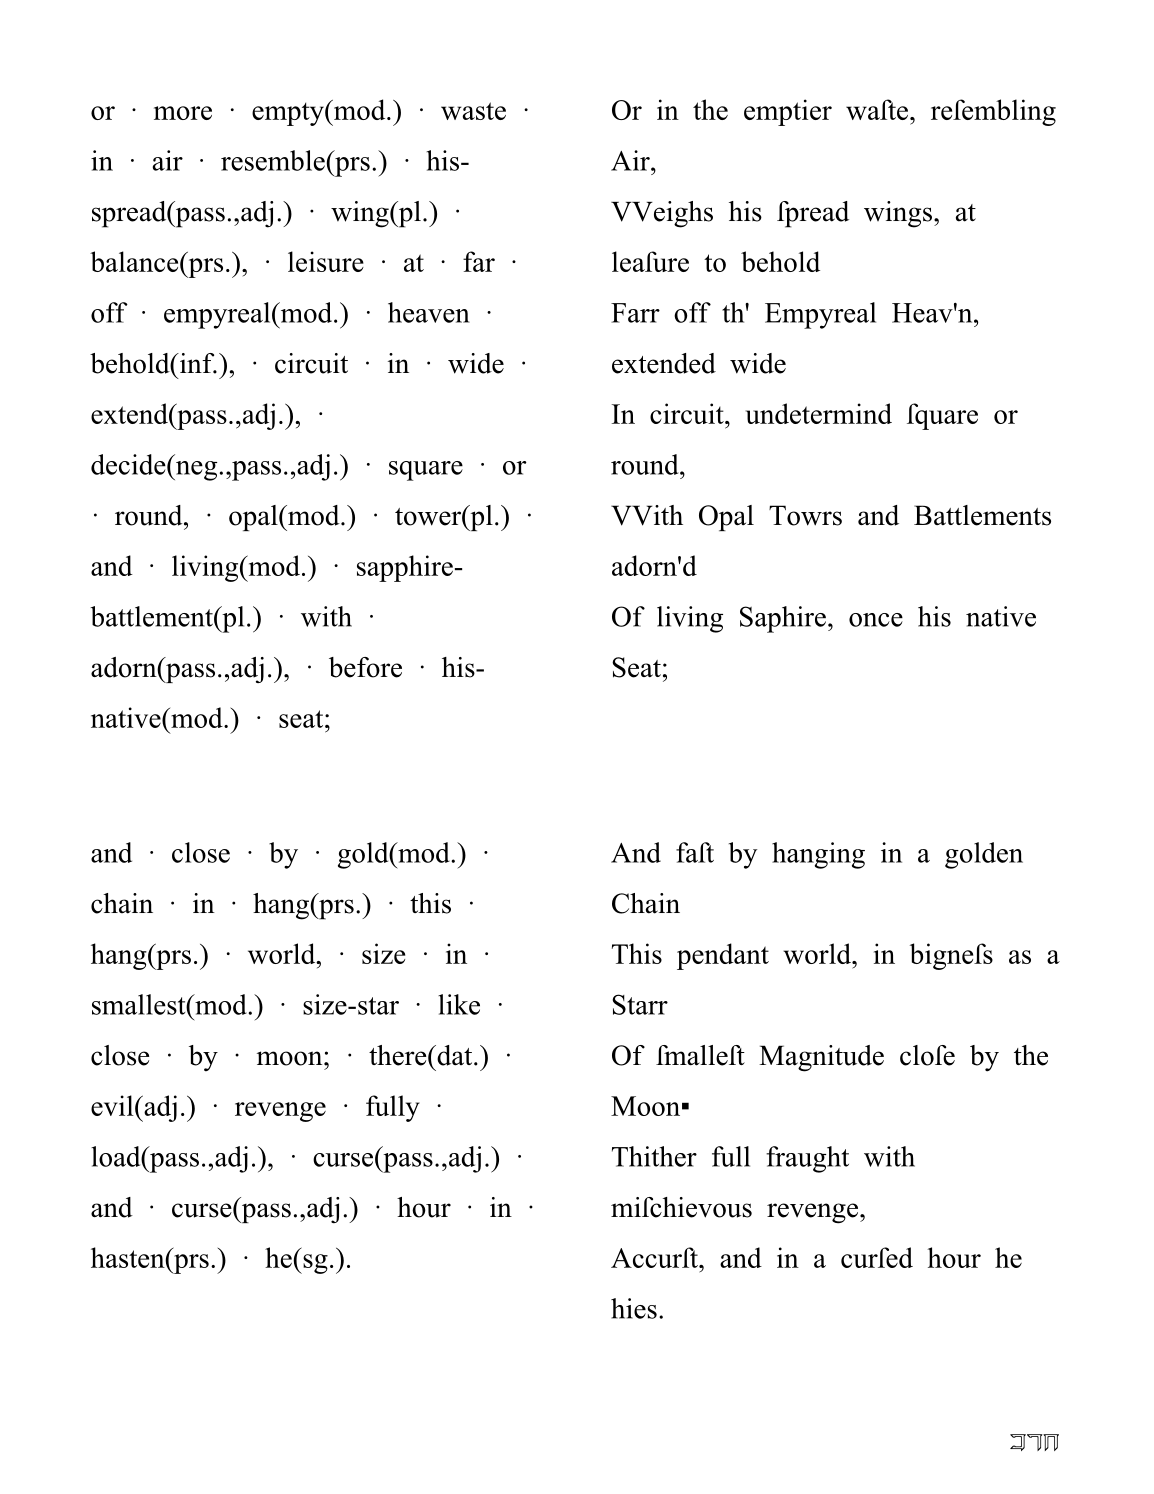 or · more · empty(mod.) · waste ·
in · air · resemble(prs.) · his-
spread(pass.,adj.) · wing(pl.) ·
balance(prs.), · leisure · at · far ·
off · empyreal(mod.) · heaven ·
behold(inf.), · circuit · in · wide ·
extend(pass.,adj.), ·
decide(neg.,pass.,adj.) · square · or
· round, · opal(mod.) · tower(pl.) ·
and · living(mod.) · sapphire-
battlement(pl.) · with ·
adorn(pass.,adj.), · before · his-
native(mod.) · seat;
Or in the emptier waſte, reſembling
Air,
VVeighs his ſpread wings, at
leaſure to behold
Farr off th' Empyreal Heav'n,
extended wide
In circuit, undetermind ſquare or
round,
VVith Opal Towrs and Battlements
adorn'd
Of living Saphire, once his native
Seat;
and · close · by · gold(mod.) ·
chain · in · hang(prs.) · this ·
hang(prs.) · world, · size · in ·
smallest(mod.) · size-star · like ·
close · by · moon; · there(dat.) ·
evil(adj.) · revenge · fully ·
load(pass.,adj.), · curse(pass.,adj.) ·
and · curse(pass.,adj.) · hour · in ·
hasten(prs.) · he(sg.).
And faſt by hanging in a golden
Chain
This pendant world, in bigneſs as a
Starr
Of ſmalleſt Magnitude cloſe by the
Moon▪
Thither full fraught with
miſchievous revenge,
Accurſt, and in a curſed hour he
hies.
חרב